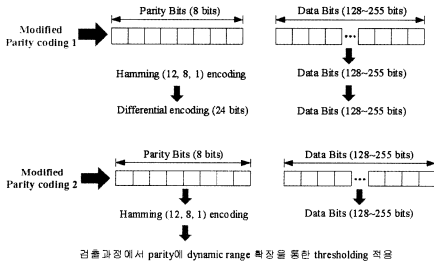 Modified
Parity coding 1
Parity Bits (8 bits)
Data Bits (128~255 bits)
...
Hamming (12, 8, 1) encoding
Data Bits (128~255 bits)
Differential encoding (24 bits)
Data Bits (128~255 bits)
Modified
Parity coding 2
Parity Bits (8 bits)
Data Bits (128~255 bits)
...
Hamming (12, 8, 1) encoding
Data Bits (128~255 bits)
검출과정에서 parity에 dynamic range 확장을 통한 thresholding 적용